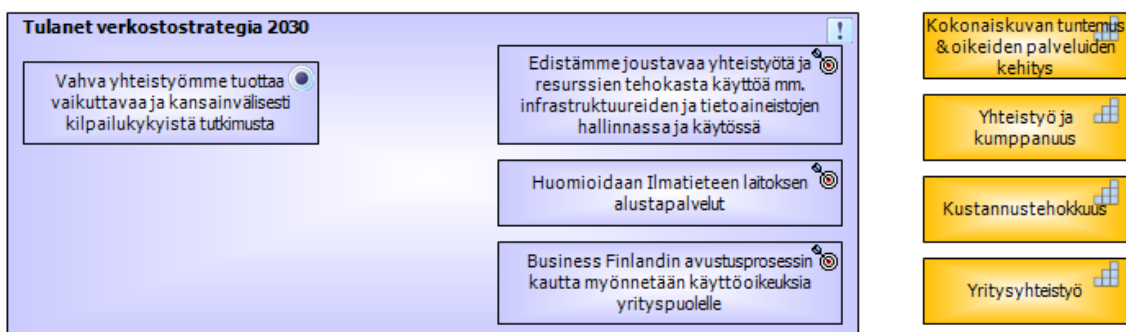 Tulanet verkostostrategia 2030
Vahva yhteistyömme tuottaa
vaikuttavaa ja kansainvälisesti
kilpailukykyistä tutkimusta
Edistämme joustavaa yhteistyötä ja
resurssien tehokasta käyttöä mm.
infrastruktuureiden ja tietoaineistojen
hallinnassa ja käytössä
Huomioidaan Ilmatieteen laitoksen
alustapalvelut
Business Finlandin avustusprosessin
kautta myönnetään käyttöoikeuksia
yrityspuolelle
Kokonaiskuvan tuntemus
& oikeiden palveluiden
kehitys
Yhteistyö ja
kumppanuus
Kustannustehokkuus
Yritysyhteistyö